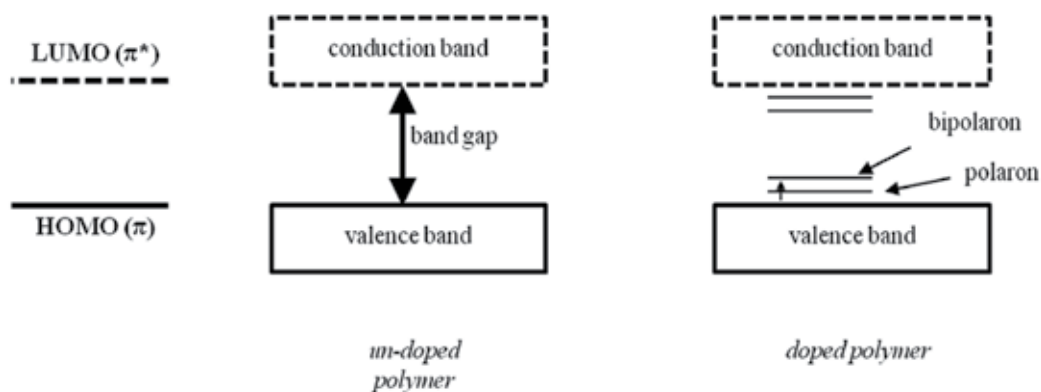 LUMO (π*)
HOMO (π)
conduction band
band gap
valence band
un-doped
polymer
conduction band
bipolaron
polaron
valence band
doped polymer